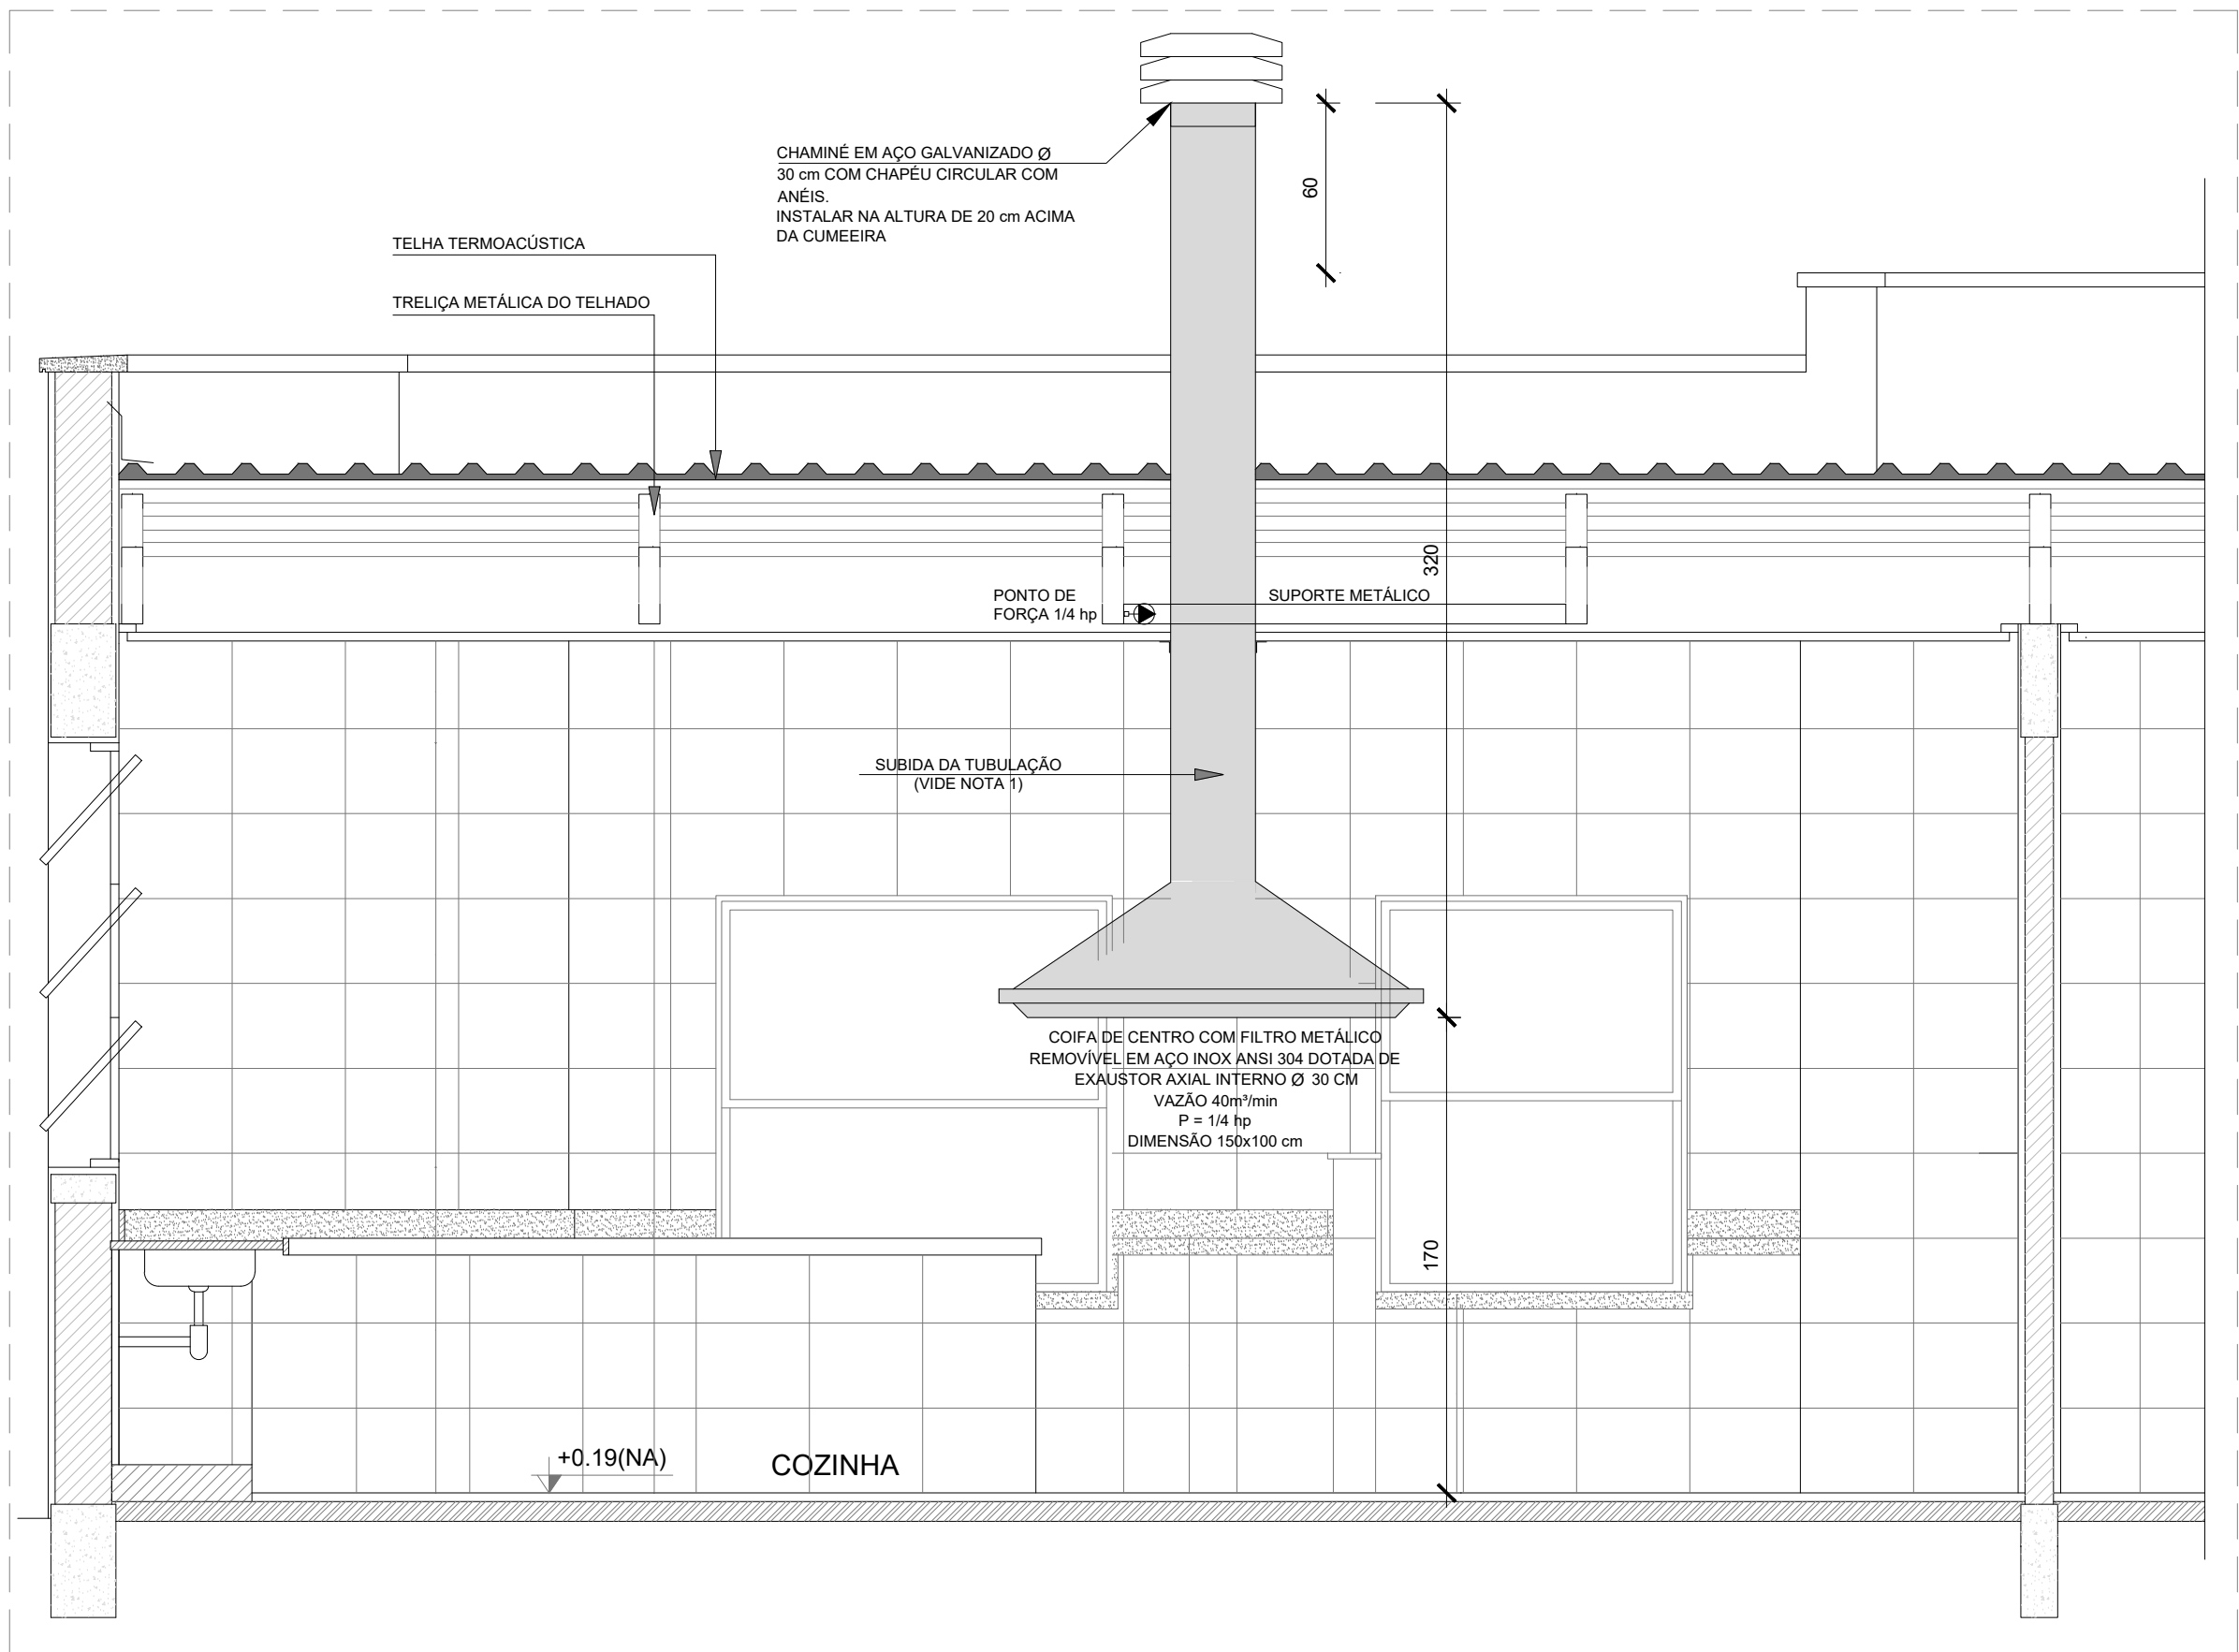 CHAMINÉ EM AÇO GALVANIZADO Ø
30 cm COM CHAPÉU CIRCULAR COM
ANÉIS.
INSTALAR NA ALTURA DE 20 cm ACIMA
DA CUMEEIRA
60
TELHA TERMOACÚSTICA
TRELIÇA METÁLICA DO TELHADO
320
PONTO DE
FORÇA 1/4 hp
SUPORTE METÁLICO
SUBIDA DA TUBULAÇÃO
(VIDE NOTA 1)
COIFA DE CENTRO COM FILTRO METÁLICO
REMOVÍVEL EM AÇO INOX ANSI 304 DOTADA DE
EXAUSTOR AXIAL INTERNO Ø 30 CM
VAZÃO 40m³/min
P = 1/4 hp
DIMENSÃO 150x100 cm
170
+0.19(NA)
COZINHA